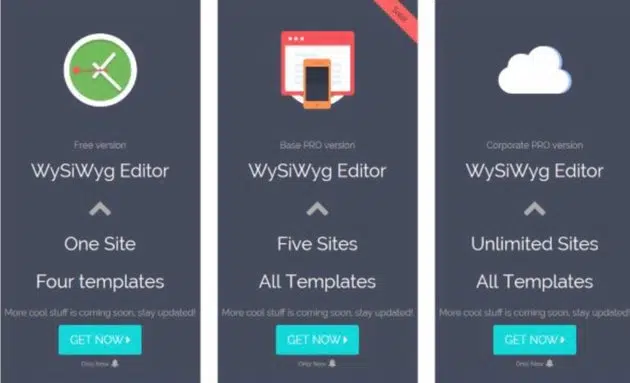 Free version
WySiWyg Editor
One Site
Four templates
More cool stuff is coming soon, stay updated!
GET NOW
Only Now
Sale!
Base PRO version
WySiWyg Editor
Five Sites
All Templates
More cool stuff is coming soon, stay updated!
GET NOW
Only Now
Corporate PRO version
WySiWyg Editor
Unlimited Sites
All Templates
More cool stuff is coming soon, stay updated!
GET NOW
Only Now